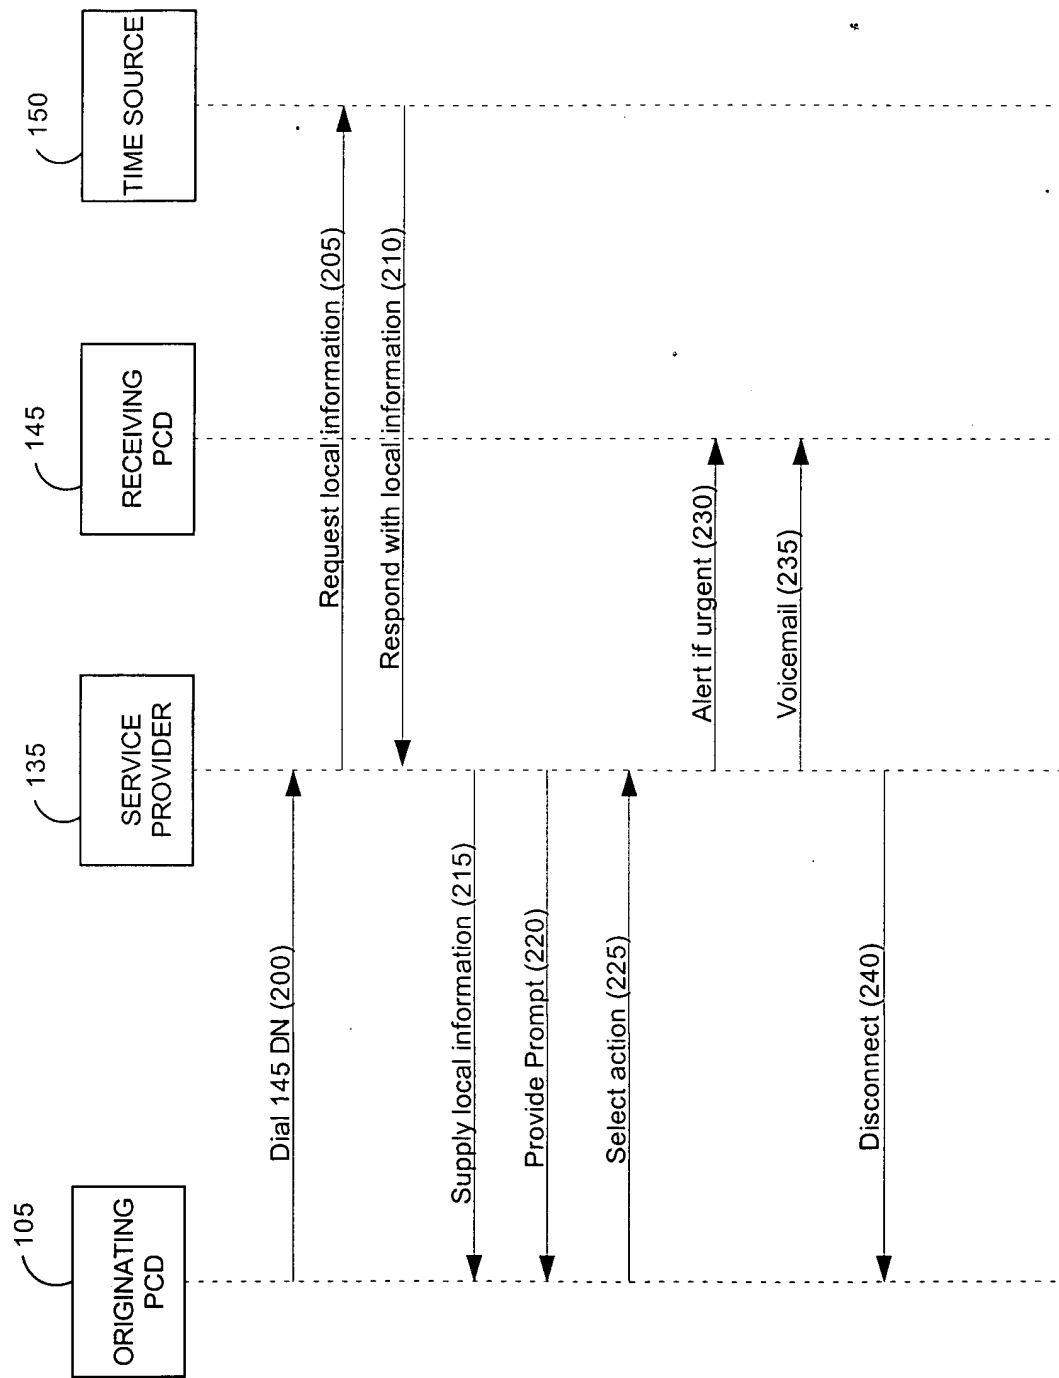 105
ORIGINATING
PCD
135
SERVICE
PROVIDER
145
RECEIVING
PCD
150
TIME SOURCE
Dial 145 DN (200)
Request local information (205)
Respond with local information (210)
Supply local information (215)
Provide Prompt (220)
Select action (225)
Alert if urgent (230)
Voicemail (235)
Disconnect (240)